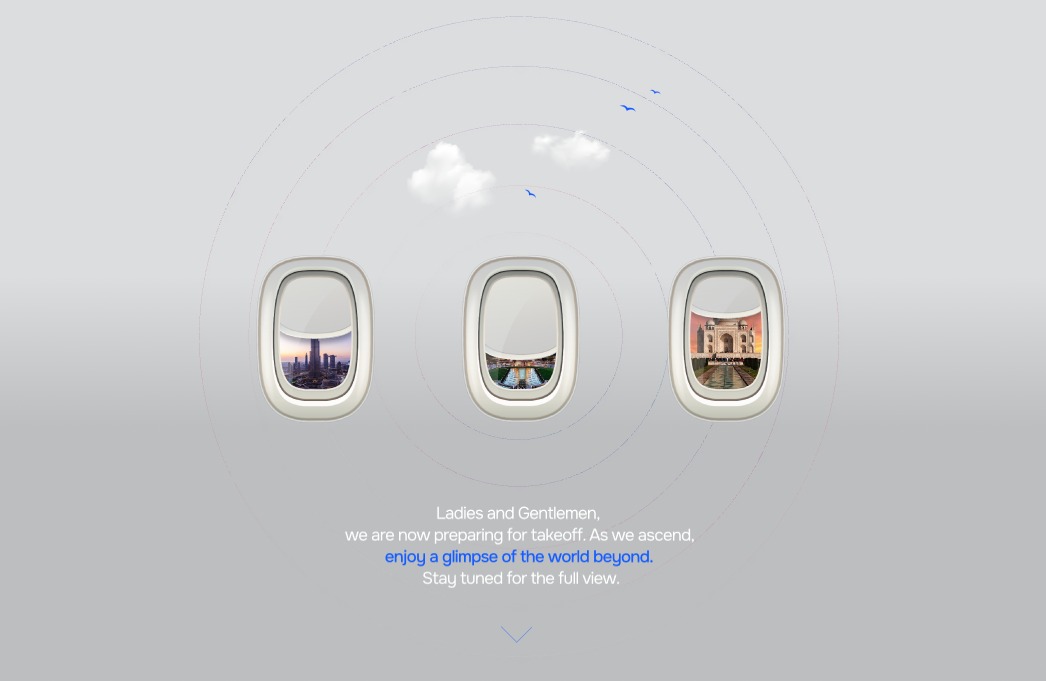 Ladies and Gentlemen,
we are now preparing for takeoff. As we ascend,
enjoy a glimpse of the world beyond.
Stay tuned for the full view.